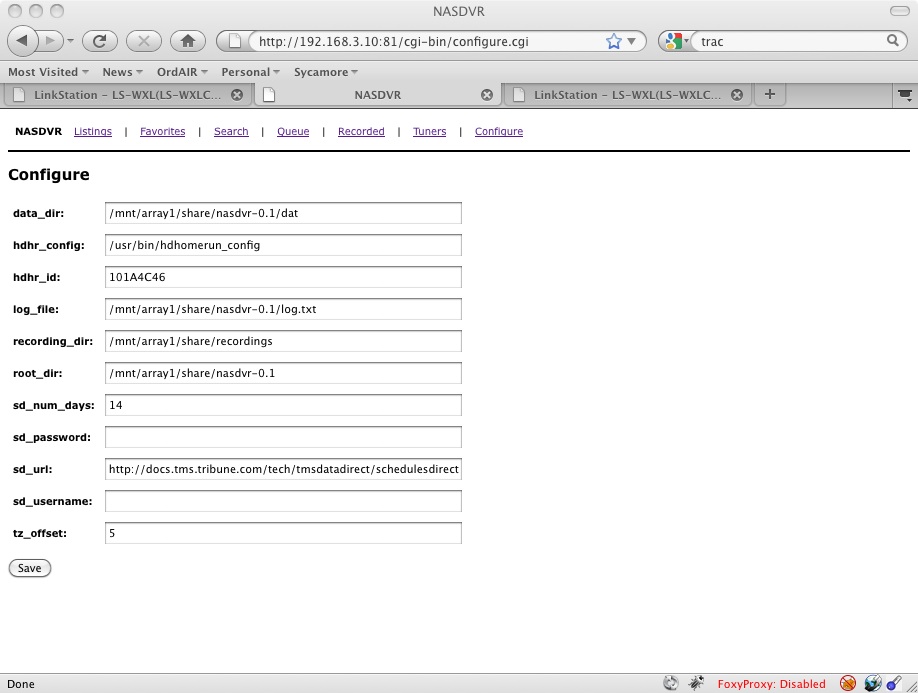 NASDVR
http://192.168.3.10:81/cgi-bin/configure.cgi trac
Most Visited News OrdAIR Personal Sycamore
LinkStation - LS-WXL(LS-WXLC... NASDVR LinkStation - LS-WXL(LS-WXLC... +
NASDVR Listings | Favorites | Search | Queue | Recorded | Tuners | Configure
Configure
data_dir: /mnt/array1/share/nasdvr-0.1/dat
hdhr_config: /usr/bin/hdhomerun_config
hdhr_id: 101A4C46
log_file: /mnt/array1/share/nasdvr-0.1/log.txt
recording_dir: /mnt/array1/share/recordings
root_dir: /mnt/array1/share/nasdvr-0.1
sd_num_days: 14
sd_password:
sd_url: http://docs.tms.tribune.com/tech/tmsdatadirect/schedulesdirect
sd_username:
tz_offset: 5
Save
Done FoxyProxy: Disabled